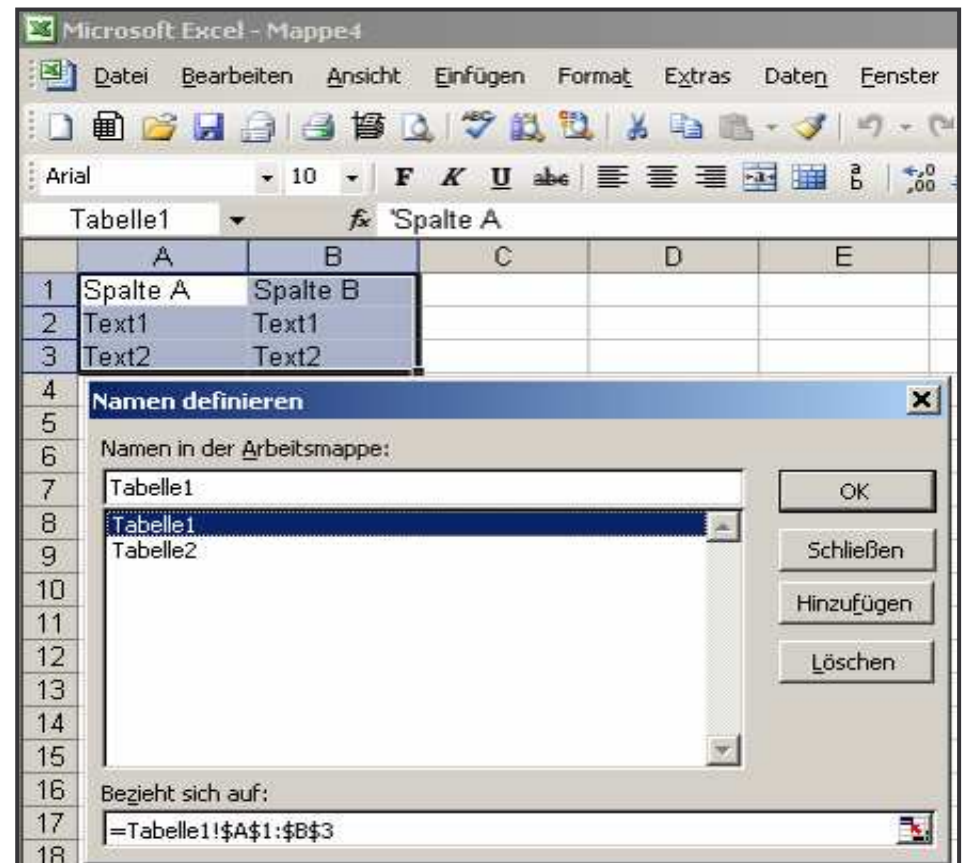 Microsoft Excel - Mappe4
Datei Bearbeiten Ansicht Einfügen Format Extras Daten Fenster
Arial 10 F K U abc
Tabelle1 fx 'Spalte A
A B C D E
1 Spalte A Spalte B
2 Text1 Text1
3 Text2 Text2
4
Namen definieren
5
6 Namen in der Arbeitsmappe:
7 Tabelle1 OK
8 Tabelle1
9 Tabelle2 Schließen
10 Hinzufügen
11
12 Löschen
13
14
15
16 Bezieht sich auf:
17 =Tabelle1!$A$1:$B$3
18